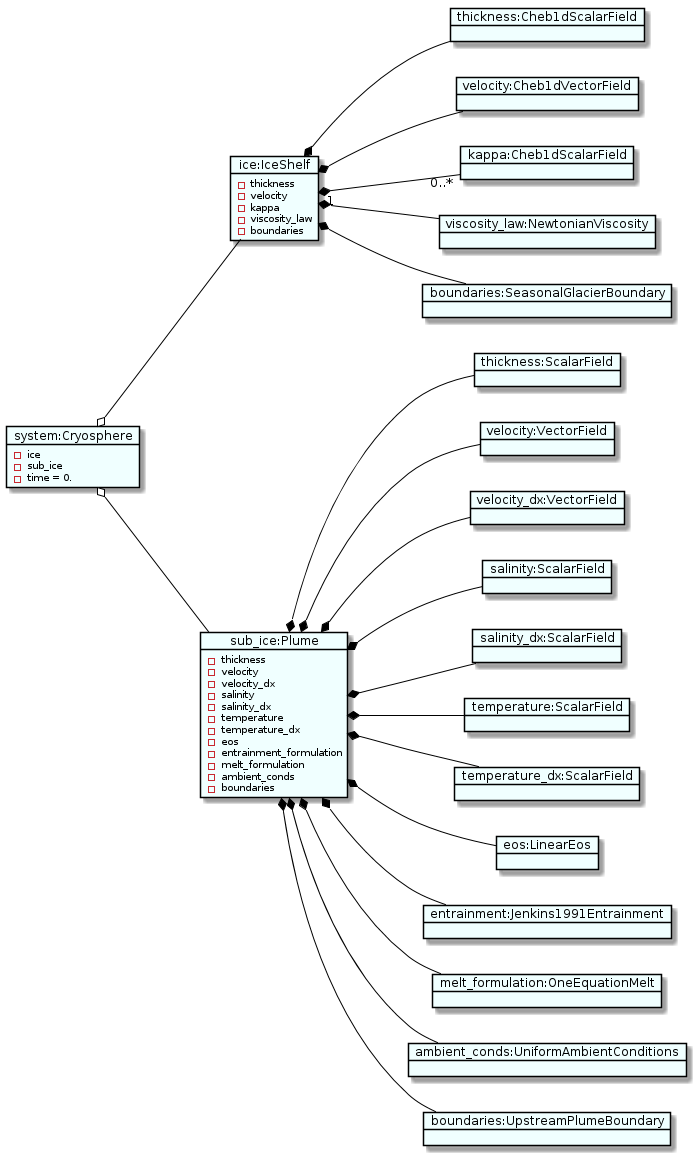 thickness:Cheb1dScalarField
velocity:Cheb1dVectorField
kappa:Cheb1dScalarField
viscosity_law:NewtonianViscosity
boundaries:SeasonalGlacierBoundary
ice:IceShelf
thickness
velocity
kappa
viscosity_law
boundaries
0..*
1
system:Cryosphere
ice
sub_ice
time = 0.
sub_ice:Plume
thickness
velocity
velocity_dx
salinity
salinity_dx
temperature
temperature_dx
eos
entrainment_formulation
melt_formulation
ambient_conds
boundaries
thickness:ScalarField
velocity:VectorField
velocity_dx:VectorField
salinity:ScalarField
salinity_dx:ScalarField
temperature:ScalarField
temperature_dx:ScalarField
eos:LinearEos
entrainment:Jenkins1991Entrainment
melt_formulation:OneEquationMelt
ambient_conds:UniformAmbientConditions
boundaries:UpstreamPlumeBoundary